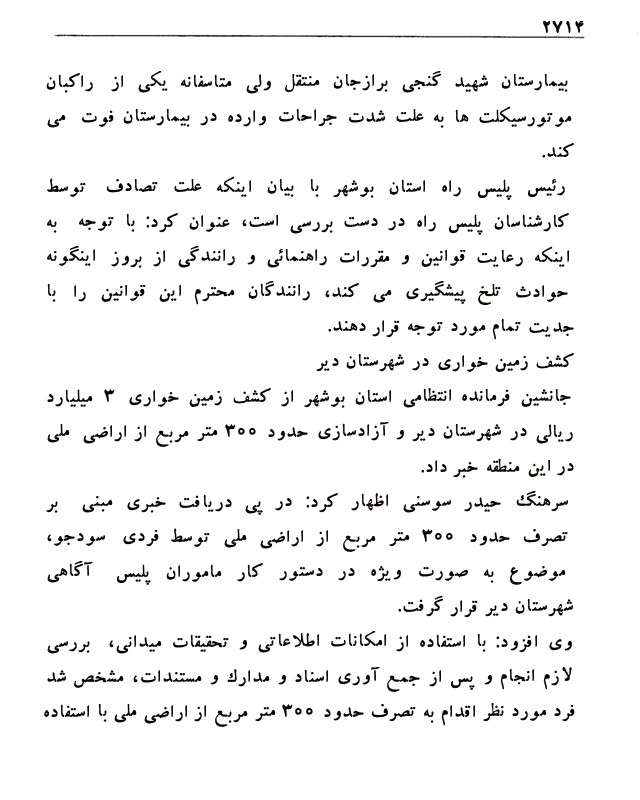 ۲۷۱۴
بیمارستان شهید گنجی برازجان منتقل ولی متاسفانه یکی از راکبان
موتورسیکلت ها به علت شدت جراحات وارده در بیمارستان فوت می
کند.
رئیس پلیس راه استان بوشهر با بیان اینکه علت تصادف توسط
کارشناسان پلیس راه در دست بررسی است، عنوان کرد: با توجه به
اینکه رعایت قوانین و مقررات راهنمائی و رانندگی از بروز اینگونه
حوادث تلخ پیشگیری می کند، رانندگان محترم این قوانین را با
جدیت تمام مورد توجه قرار دهند.
کشف زمین خواری در شهرستان دیر
جانشین فرمانده انتظامی استان بوشهر از کشف زمین خواری ۳ میلیارد
ریالی در شهرستان دیر و آزادسازی حدود ۳۰۰ متر مربع از اراضی ملی
در این منطقه خبر داد.
سرهنگ حیدر سوسنی اظهار کرد: در پی دریافت خبری مبنی بر
تصرف حدود ۳۰۰ متر مربع از اراضی ملی توسط فردی سودجو،
موضوع به صورت ویژه در دستور کار ماموران پلیس آگاهی
شهرستان دیر قرار گرفت.
وی افزود: با استفاده از امکانات اطلاعاتی و تحقیقات میدانی، بررسی
لازم انجام و پس از جمع آوری اسناد و مدارک و مستندات، مشخص شد
فرد مورد نظر اقدام به تصرف حدود ۳۰۰ متر مربع از اراضی ملی با استفاده